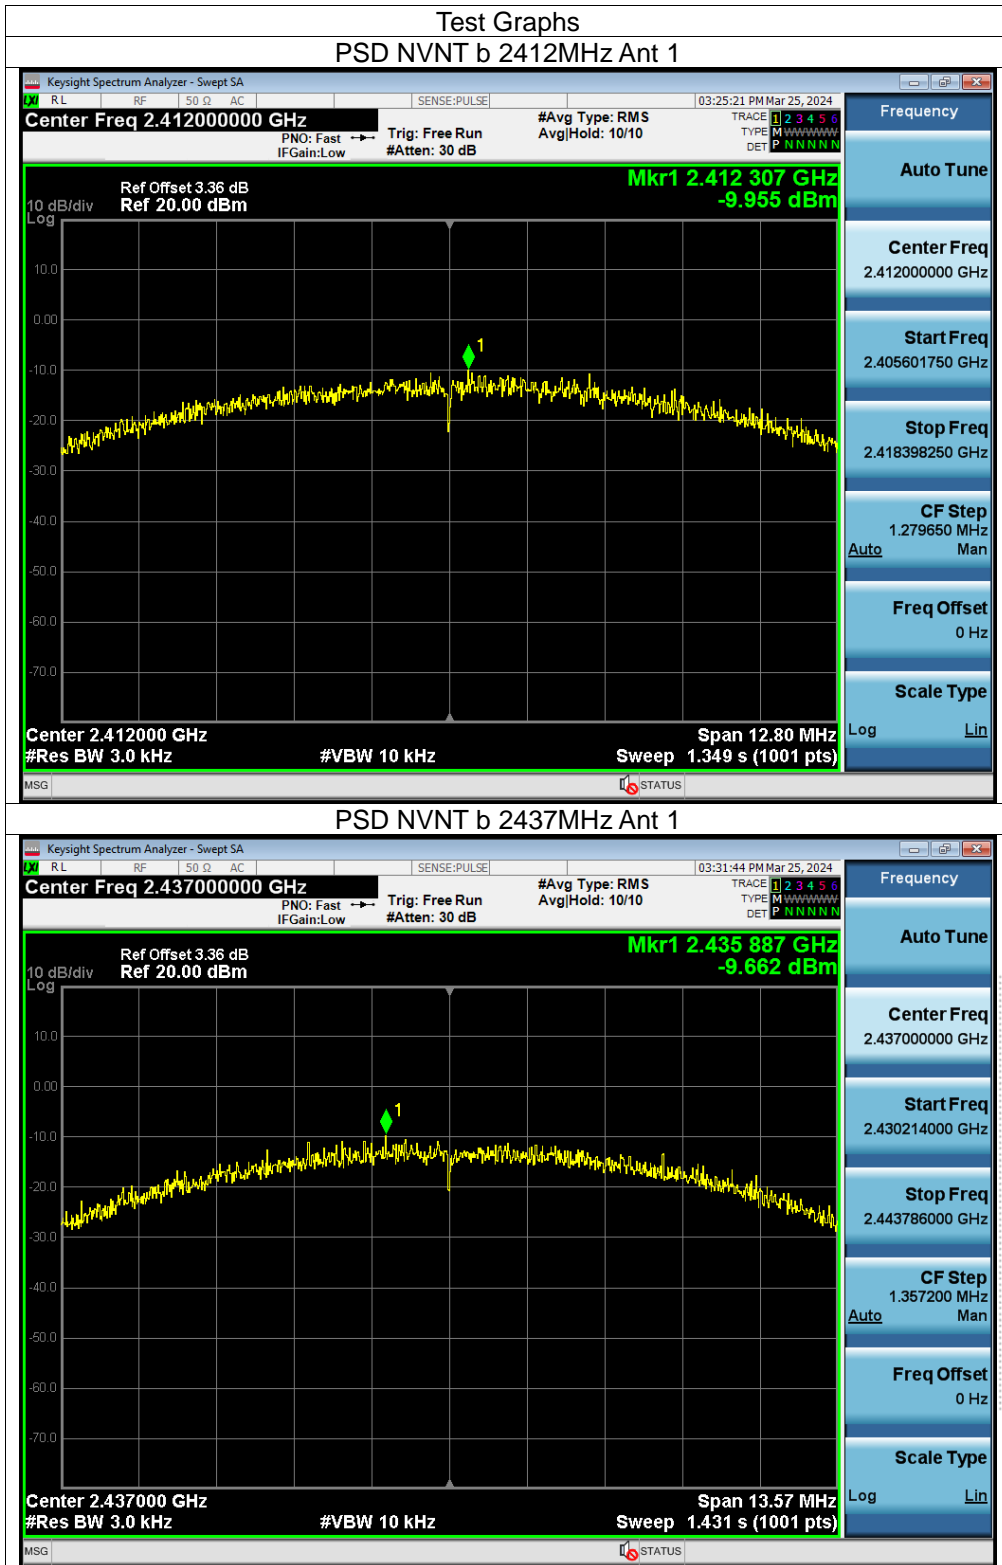 Test Graphs
PSD NVNT b 2412MHz Ant 1
Keysight Spectrum Analyzer - Swept SA
LXI RL RF 50 Ω AC SENSE:PULSE 03:25:21 PM Mar 25, 2024
Center Freq 2.412000000 GHz
PNO: Fast
IFGain:Low
Trig: Free Run
#Atten: 30 dB
#Avg Type: RMS
Avg|Hold: 10/10
TRACE 1 2 3 4 5 6
TYPE M WWWWW
DET P N N N N N
Ref Offset 3.36 dB
10 dB/div Ref 20.00 dBm
Log
Mkr1 2.412 307 GHz
-9.955 dBm
1
10.0
0.00
-10.0
-20.0
-30.0
-40.0
-50.0
-60.0
-70.0
Center 2.412000 GHz Span 12.80 MHz
#Res BW 3.0 kHz #VBW 10 kHz Sweep 1.349 s (1001 pts)
MSG STATUS
Frequency
Auto Tune
Center Freq
2.412000000 GHz
Start Freq
2.405601750 GHz
Stop Freq
2.418398250 GHz
CF Step
1.279650 MHz
Auto Man
Freq Offset
0 Hz
Scale Type
Log Lin
PSD NVNT b 2437MHz Ant 1
Keysight Spectrum Analyzer - Swept SA
LXI RL RF 50 Ω AC SENSE:PULSE 03:31:44 PM Mar 25, 2024
Center Freq 2.437000000 GHz
PNO: Fast
IFGain:Low
Trig: Free Run
#Atten: 30 dB
#Avg Type: RMS
Avg|Hold: 10/10
TRACE 1 2 3 4 5 6
TYPE M WWWWW
DET P N N N N N
Ref Offset 3.36 dB
10 dB/div Ref 20.00 dBm
Log
Mkr1 2.435 887 GHz
-9.662 dBm
1
10.0
0.00
-10.0
-20.0
-30.0
-40.0
-50.0
-60.0
-70.0
Center 2.437000 GHz Span 13.57 MHz
#Res BW 3.0 kHz #VBW 10 kHz Sweep 1.431 s (1001 pts)
MSG STATUS
Frequency
Auto Tune
Center Freq
2.437000000 GHz
Start Freq
2.430214000 GHz
Stop Freq
2.443786000 GHz
CF Step
1.357200 MHz
Auto Man
Freq Offset
0 Hz
Scale Type
Log Lin